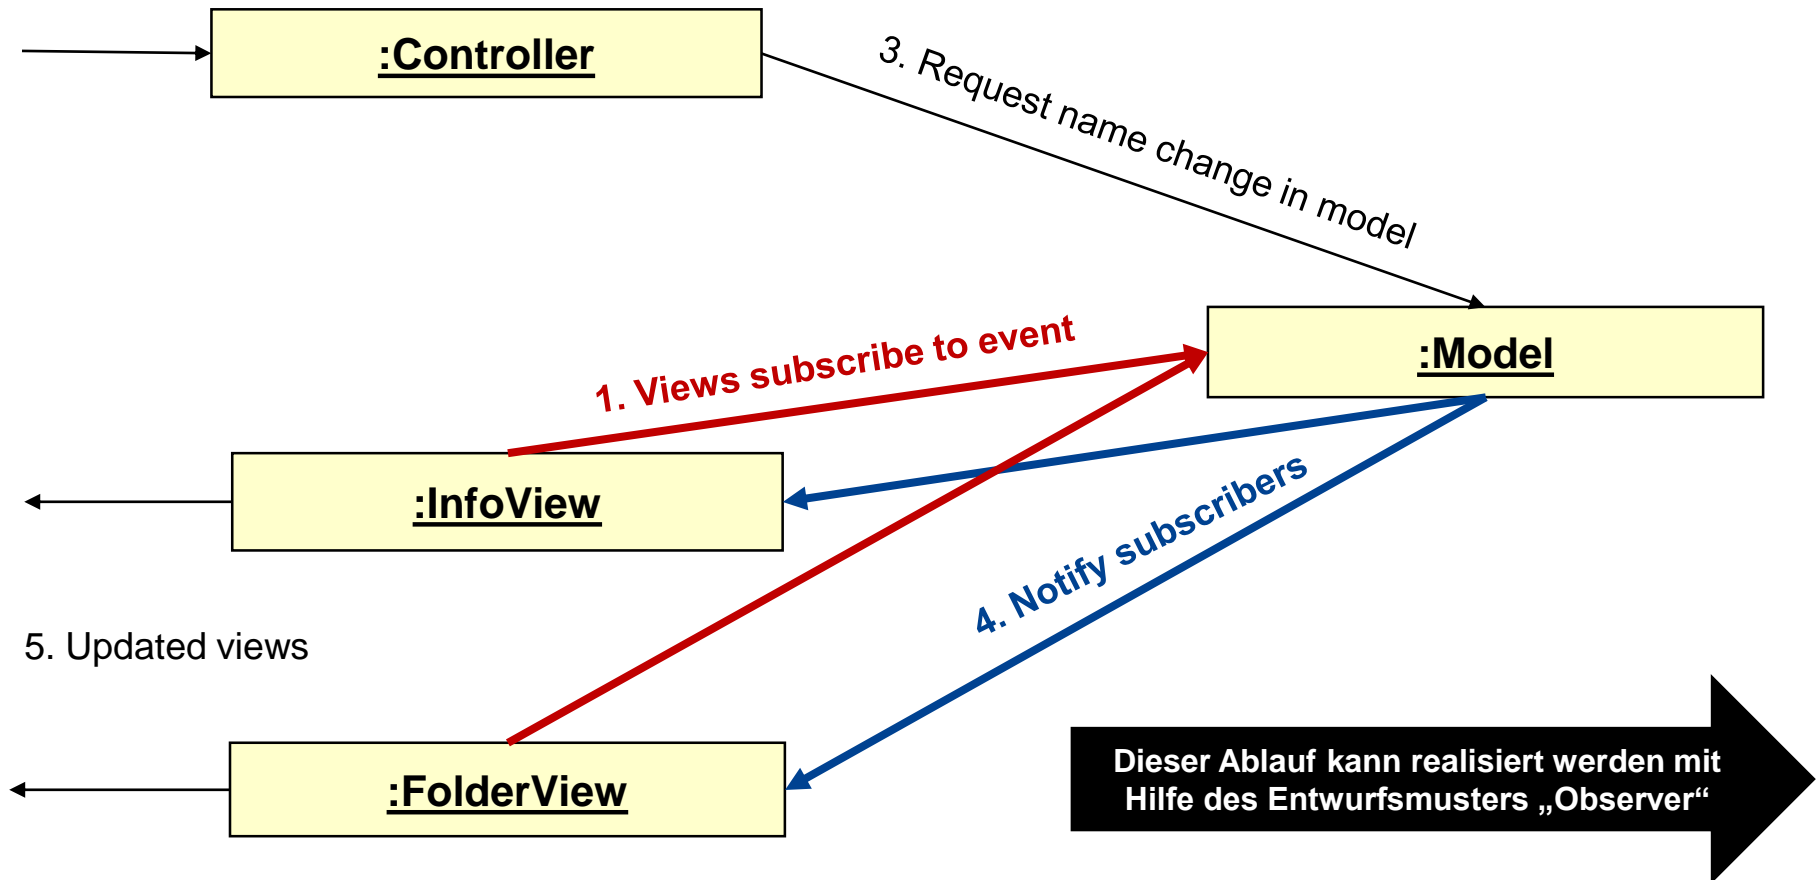 :Controller
3. Request name change in model
:Model
1. Views subscribe to event
:InfoView
4. Notify subscribers
5. Updated views
:FolderView
Dieser Ablauf kann realisiert werden mit
Hilfe des Entwurfsmusters „Observer“